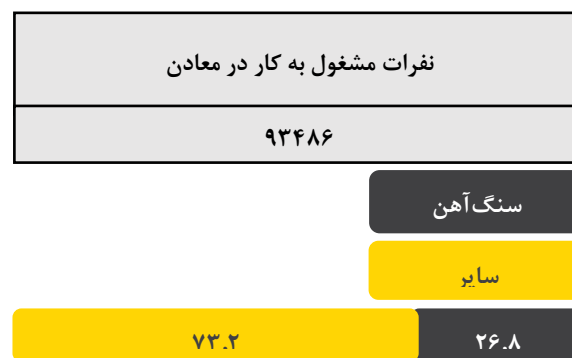 نفرات مشغول به کار در معادن
۹۳۴۸۶
سنگ‌آهن
سایر
۲۶.۸
۷۳.۲